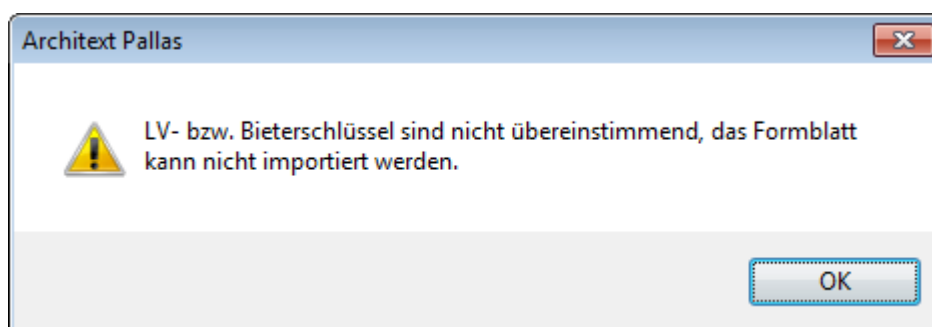 Architext Pallas
LV- bzw. Bieterschlüssel sind nicht übereinstimmend, das Formblatt
kann nicht importiert werden.
OK